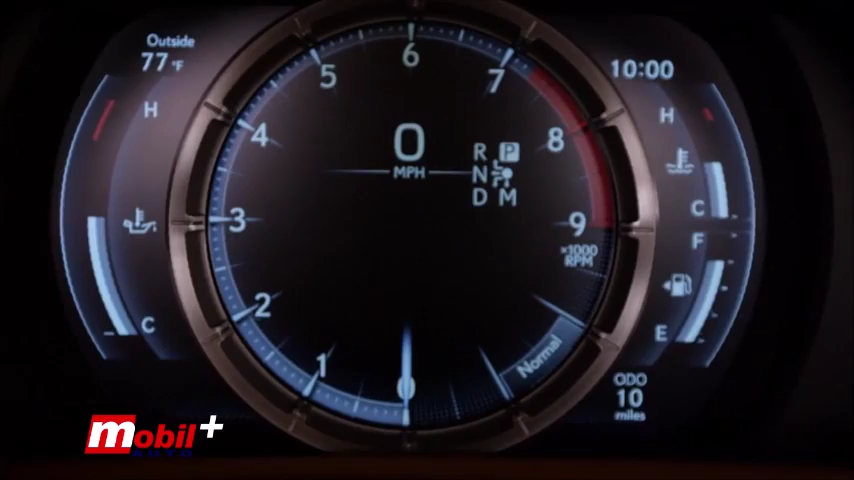 Outside
77 °F
10:00
H
H
C
F
E
C
0
MPH
R P
N
D M
0
1
2
3
4
5
6
7
8
9
×1000
RPM
Normal
ODO
10
miles
mobil+
AUTO